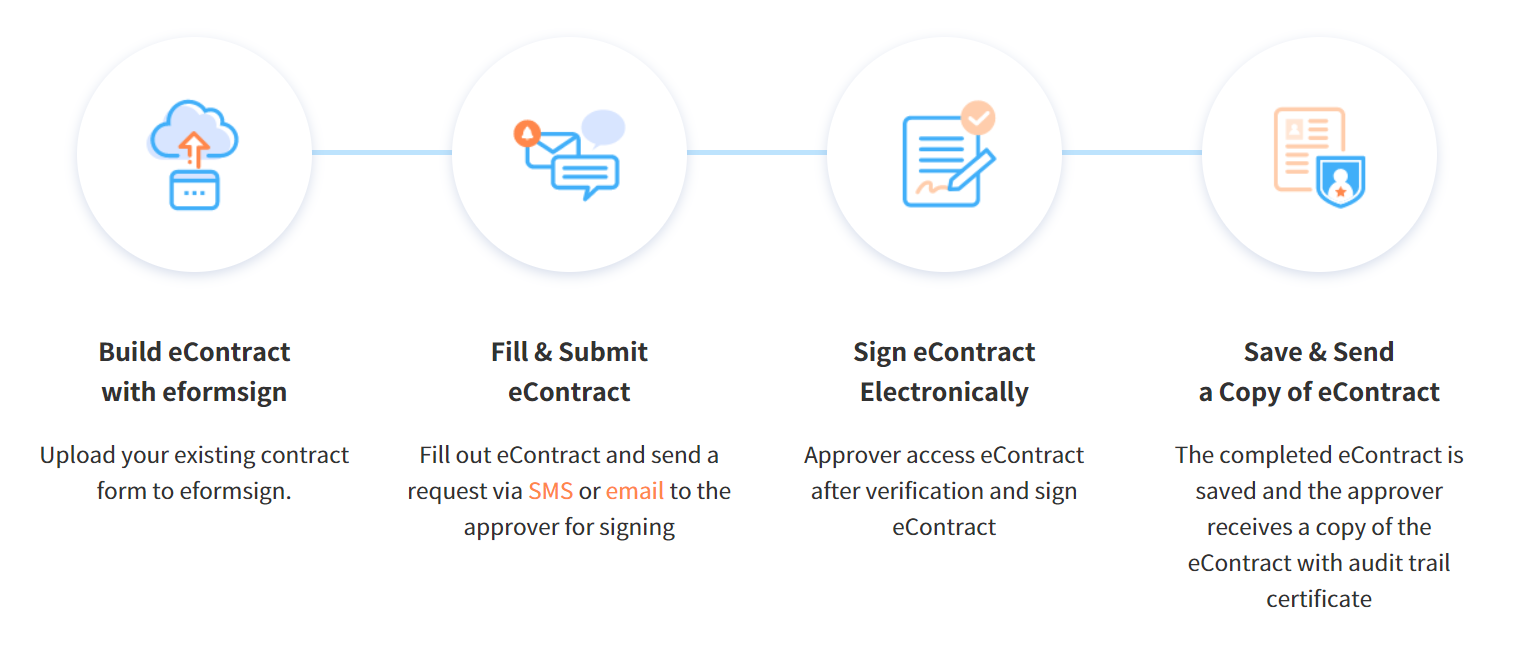 Build eContract
with eformsign
Upload your existing contract
form to eformsign.
Fill & Submit
eContract
Fill out eContract and send a
request via SMS or email to the
approver for signing
Sign eContract
Electronically
Approver access eContract
after verification and sign
eContract
Save & Send
a Copy of eContract
The completed eContract is
saved and the approver
receives a copy of the
eContract with audit trail
certificate